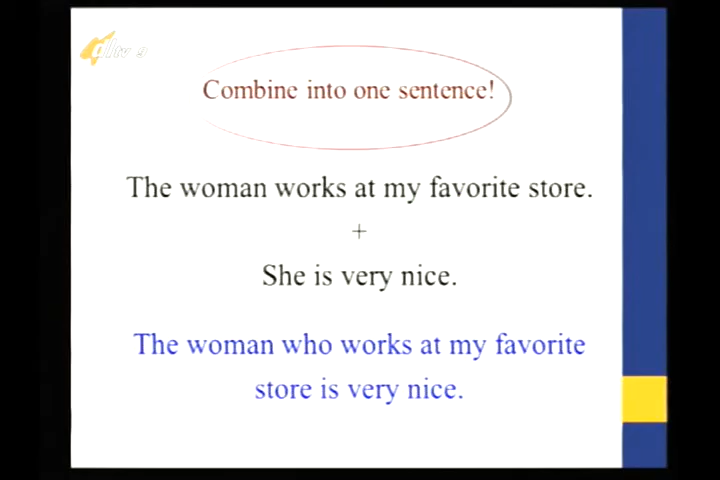 Combine into one sentence!
The woman works at my favorite store.
+
She is very nice.
The woman who works at my favorite
store is very nice.